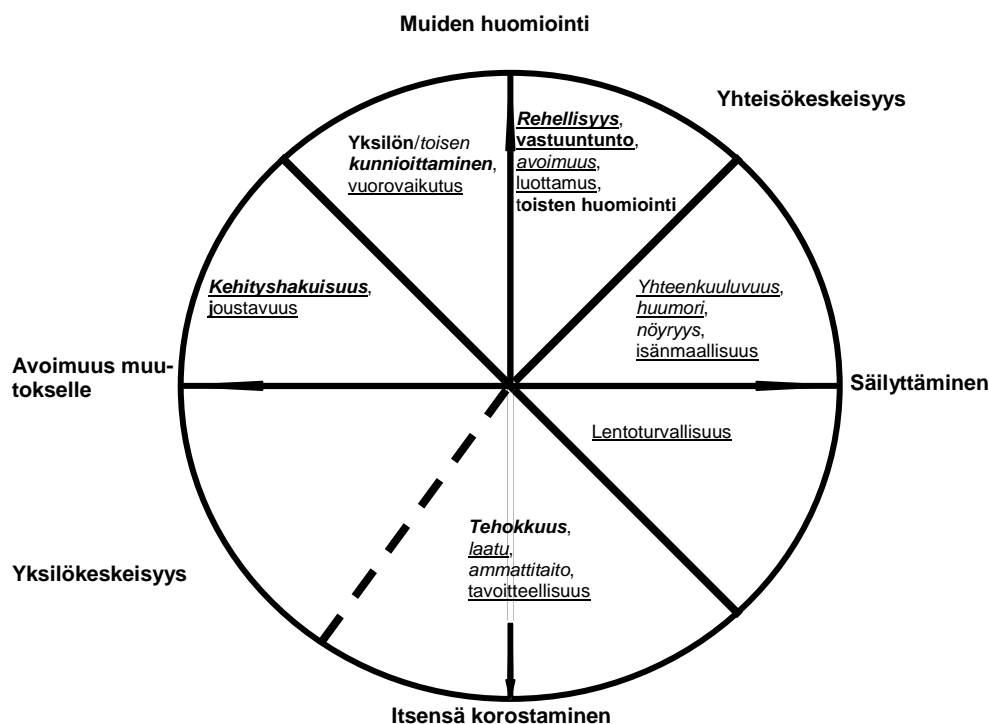 Muiden huomiointi
Yhteisökeskeisyys
Rehellisyys,
vastuuntunto,
avoimuus,
luottamus,
toisten huomiointi
Yksilön/toisen
kunnioittaminen,
vuorovaikutus
Kehityshakuisuus,
joustavuus
Yhteenkuuluvuus,
huumori,
nöyryys,
isänmaallisuus
Avoimuus muu-
tokselle
Säilyttäminen
Lentoturvallisuus
Tehokkuus,
laatu,
ammattitaito,
tavoitteellisuus
Yksilökeskeisyys
Itsensä korostaminen